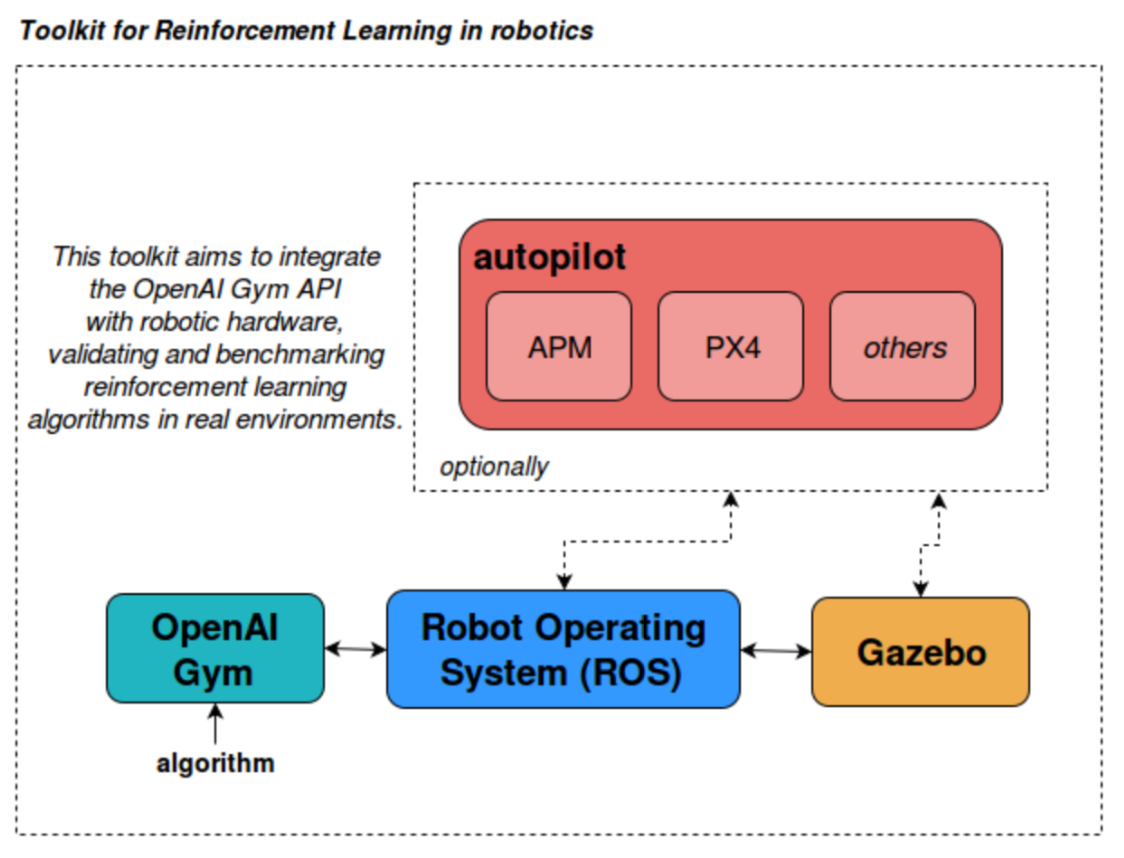 Toolkit for Reinforcement Learning in robotics
This toolkit aims to integrate
the OpenAI Gym API
with robotic hardware,
validating and benchmarking
reinforcement learning
algorithms in real environments.
autopilot
APM
PX4
others
optionally
OpenAI
Gym
Robot Operating
System (ROS)
Gazebo
algorithm